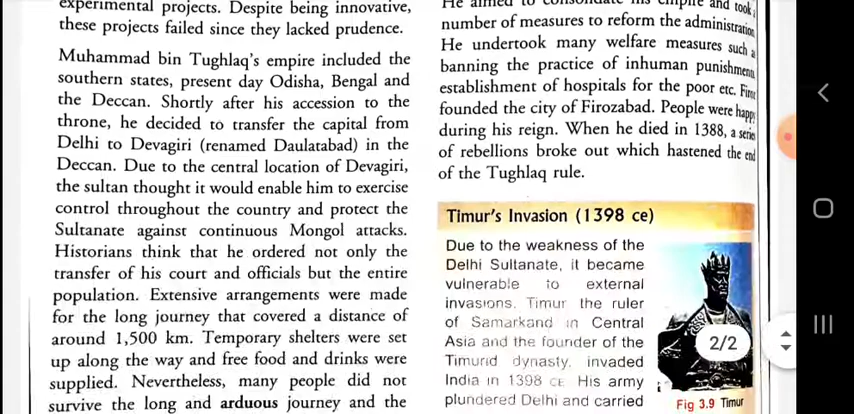 experimental projects. Despite being innovative,
these projects failed since they lacked prudence.
Muhammad bin Tughlaq's empire included the
southern states, present day Odisha, Bengal and
the Deccan. Shortly after his accession to the
throne, he decided to transfer the capital from
Delhi to Devagiri (renamed Daulatabad) in the
Deccan. Due to the central location of Devagiri,
the sultan thought it would enable him to exercise
control throughout the country and protect the
Sultanate against continuous Mongol attacks.
Historians think that he ordered not only the
transfer of his court and officials but the entire
population. Extensive arrangements were made
for the long journey that covered a distance of
around 1,500 km. Temporary shelters were set
up along the way and free food and drinks were
supplied. Nevertheless, many people did not
survive the long and arduous journey and the
He aimed to consolidate his empire and took
number of measures to reform the administration
He undertook many welfare measures such a
banning the practice of inhuman punishment
establishment of hospitals for the poor etc.
founded the city of Firozabad. People were happy
during his reign. When he died in 1388, a series
of rebellions broke out which hastened the end
of the Tughlaq rule.
Timur's Invasion (1398 CE)
Due to the weakness of the
Delhi Sultanate, it became
vulnerable to external
invasions. Timur the ruler
of Samarkand in Central
Asia and the founder of the
Timurid dynasty, invaded
India in 1398 CE His army
plundered Delhi and carried
2/2
Fig 3.9 Timur